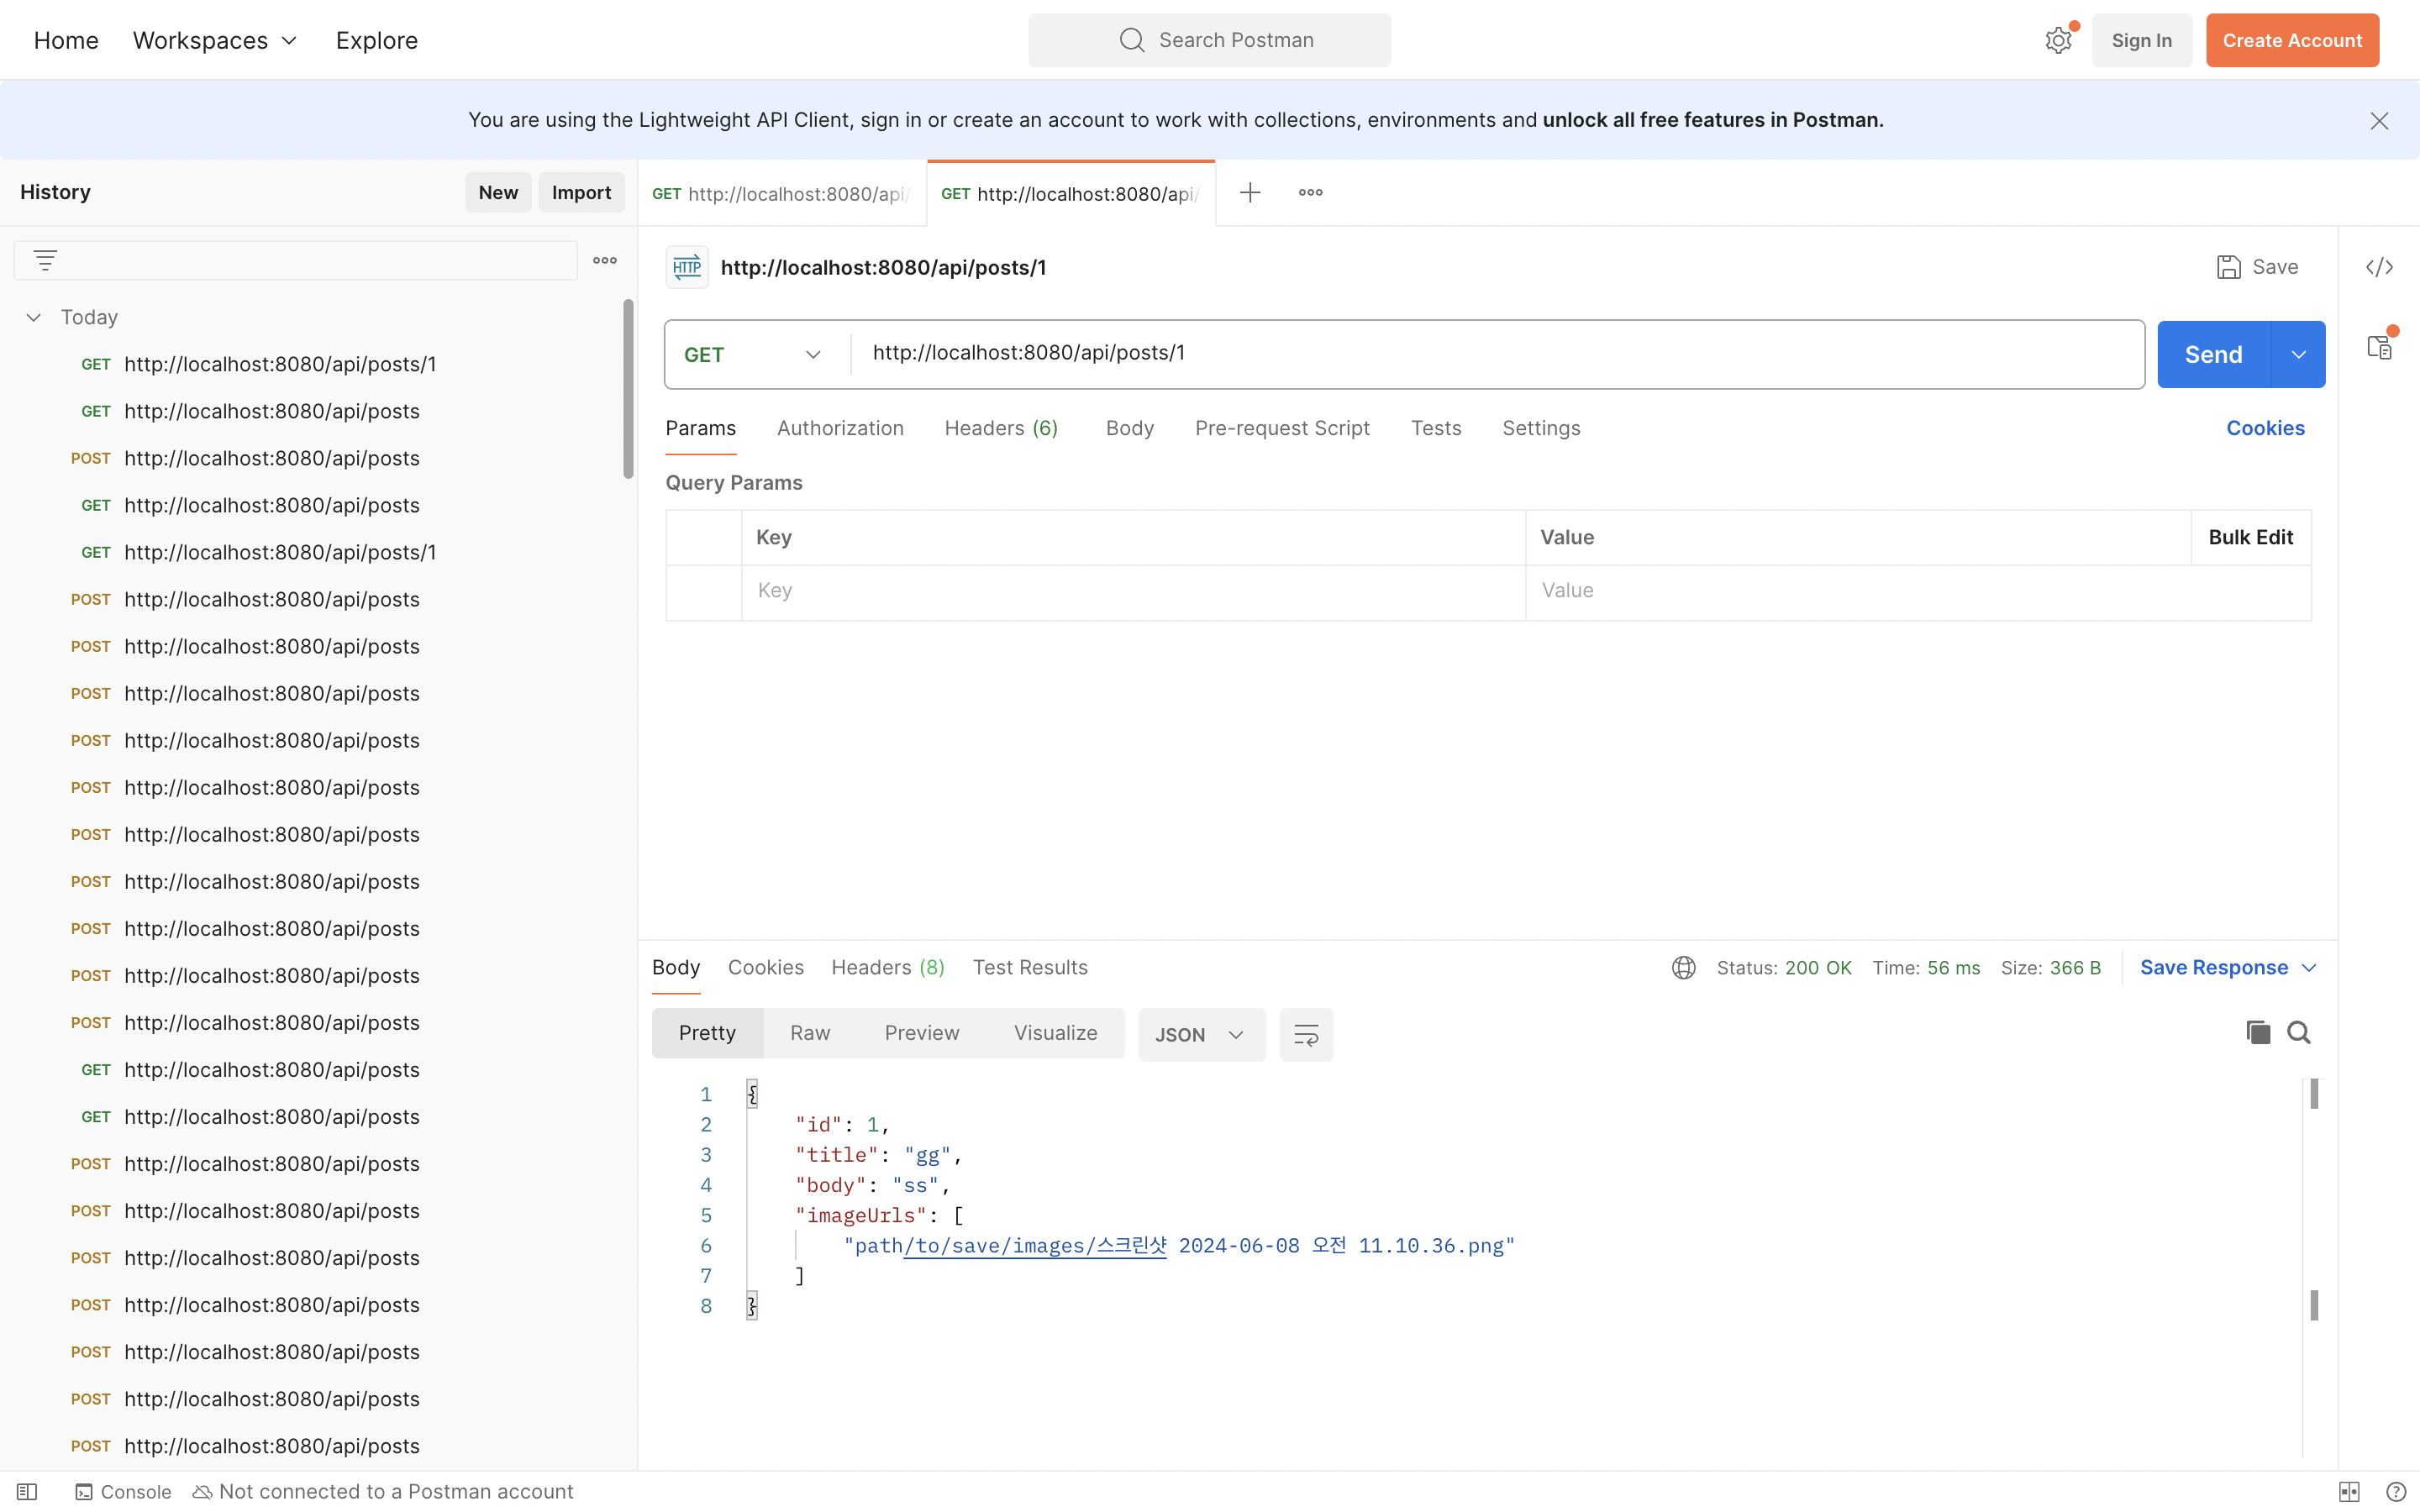 Home Workspaces Explore Search Postman Sign In Create Account
You are using the Lightweight API Client, sign in or create an account to work with collections, environments and unlock all free features in Postman.
History New Import
GET http://localhost:8080/api/
GET http://localhost:8080/api/
Today
GET http://localhost:8080/api/posts/1
GET http://localhost:8080/api/posts
POST http://localhost:8080/api/posts
GET http://localhost:8080/api/posts
GET http://localhost:8080/api/posts/1
POST http://localhost:8080/api/posts
POST http://localhost:8080/api/posts
POST http://localhost:8080/api/posts
POST http://localhost:8080/api/posts
POST http://localhost:8080/api/posts
POST http://localhost:8080/api/posts
POST http://localhost:8080/api/posts
POST http://localhost:8080/api/posts
POST http://localhost:8080/api/posts
POST http://localhost:8080/api/posts
GET http://localhost:8080/api/posts
GET http://localhost:8080/api/posts
POST http://localhost:8080/api/posts
POST http://localhost:8080/api/posts
POST http://localhost:8080/api/posts
POST http://localhost:8080/api/posts
POST http://localhost:8080/api/posts
POST http://localhost:8080/api/posts
POST http://localhost:8080/api/posts
HTTP http://localhost:8080/api/posts/1 Save
GET http://localhost:8080/api/posts/1 Send
Params Authorization Headers (6) Body Pre-request Script Tests Settings Cookies
Query Params
Key Value Bulk Edit
Key Value
Body Cookies Headers (8) Test Results Status: 200 OK Time: 56 ms Size: 366 B Save Response
Pretty Raw Preview Visualize JSON
1 {
2 "id": 1,
3 "title": "gg",
4 "body": "ss",
5 "imageUrls": [
6 "path/to/save/images/스크린샷 2024-06-08 오전 11.10.36.png"
7 ]
8 }
Console Not connected to a Postman account